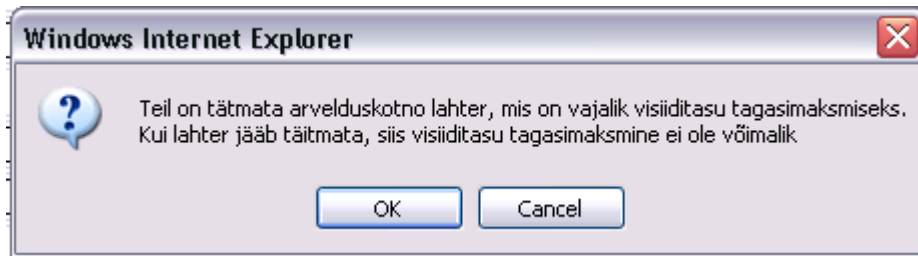 Windows Internet Explorer
Teil on tätmata arvelduskotno lahter, mis on vajalik visiiditasu tagasimaksmiseks.
Kui lahter jääb täitmata, siis visiiditasu tagasimaksmine ei ole võimalik
OK
Cancel